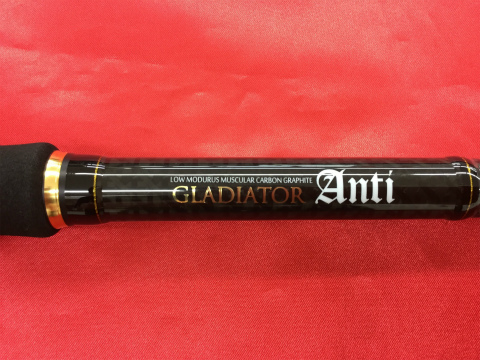 LOW MODURUS MUSCULAR CARBON GRAPHITE
GLADIATOR Anti